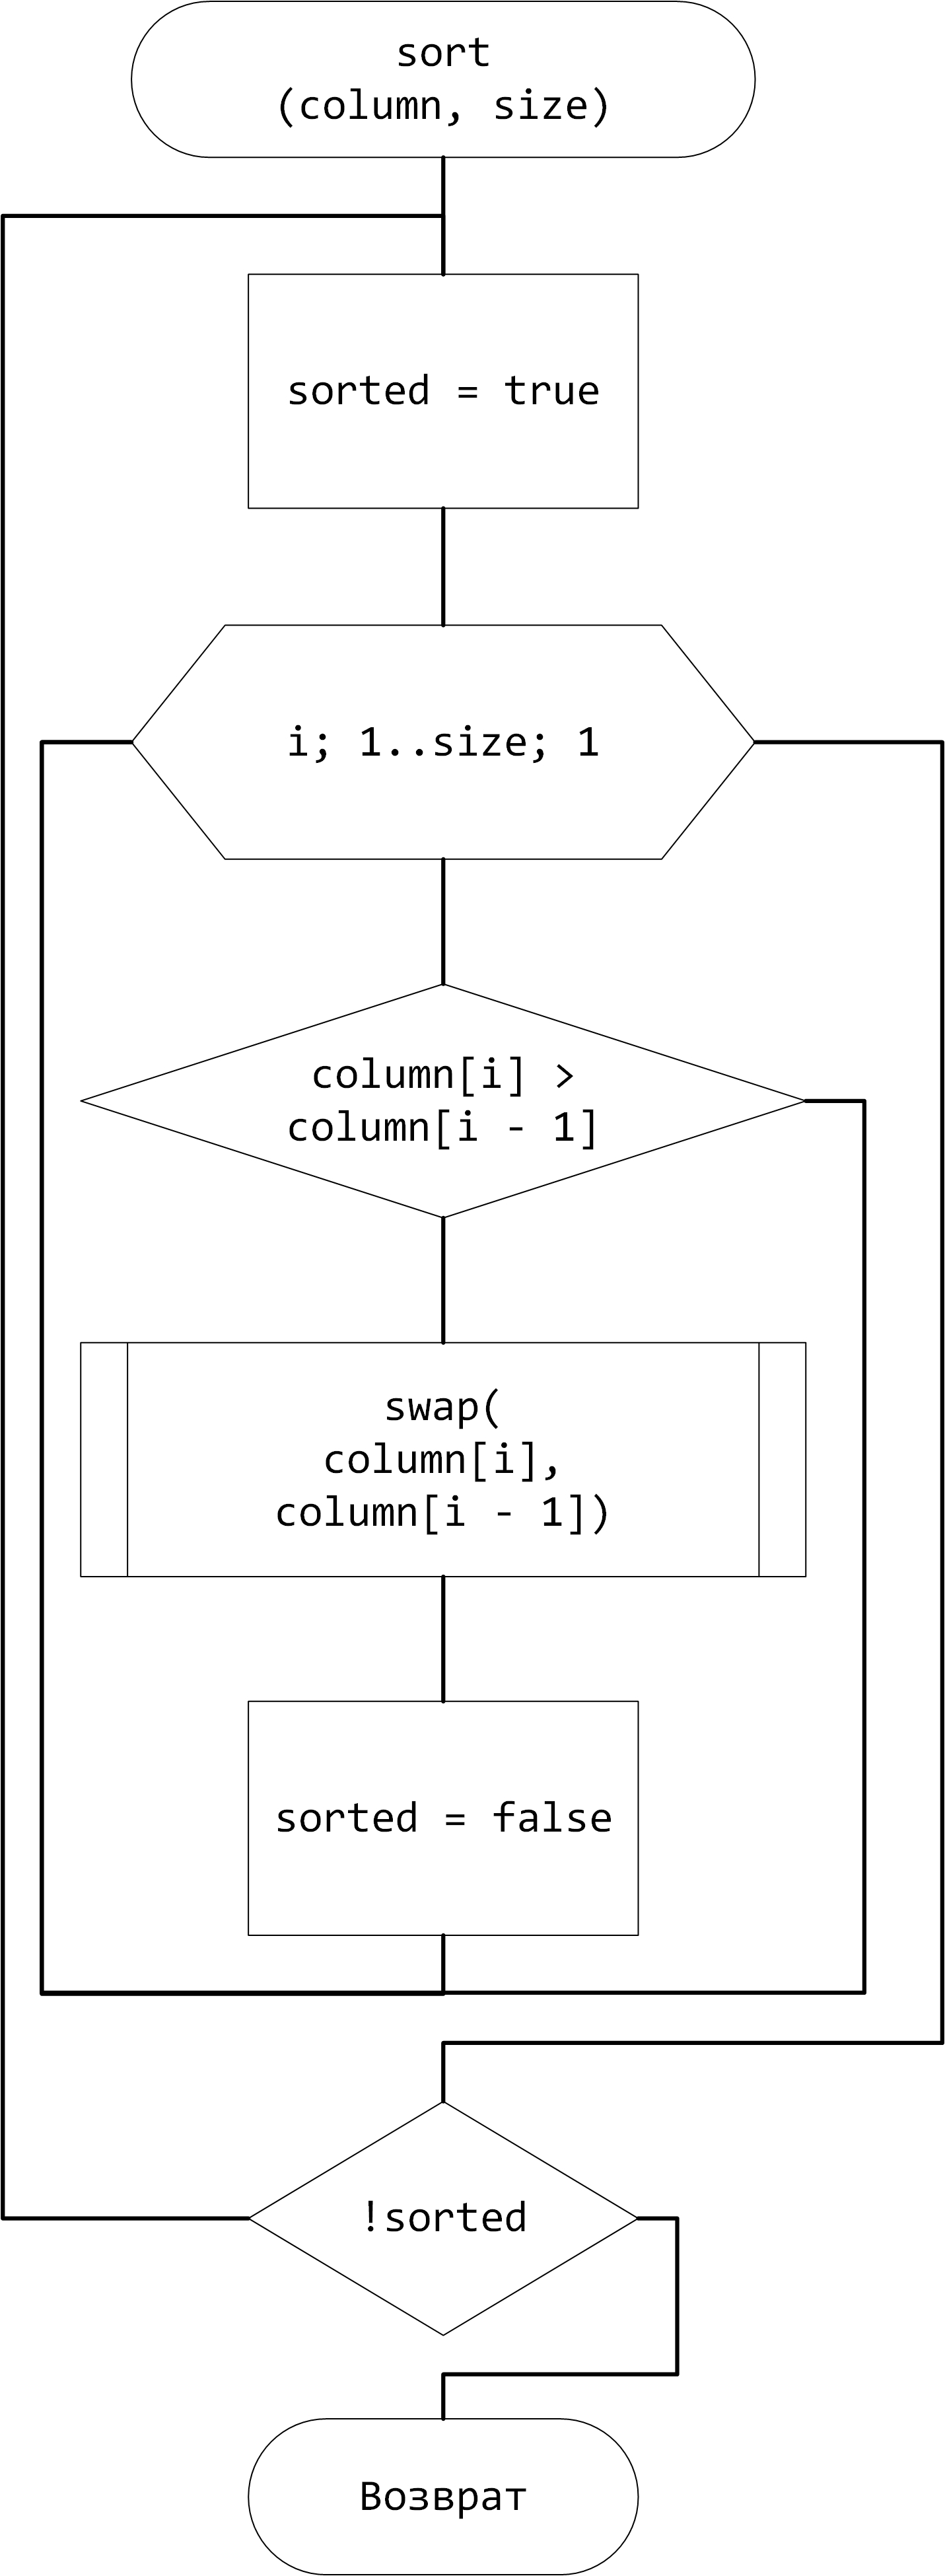 sort
(column, size)
sorted = true
i; 1..size; 1
column[i] >
column[i - 1]
swap(
column[i],
column[i - 1])
sorted = false
!sorted
Возврат